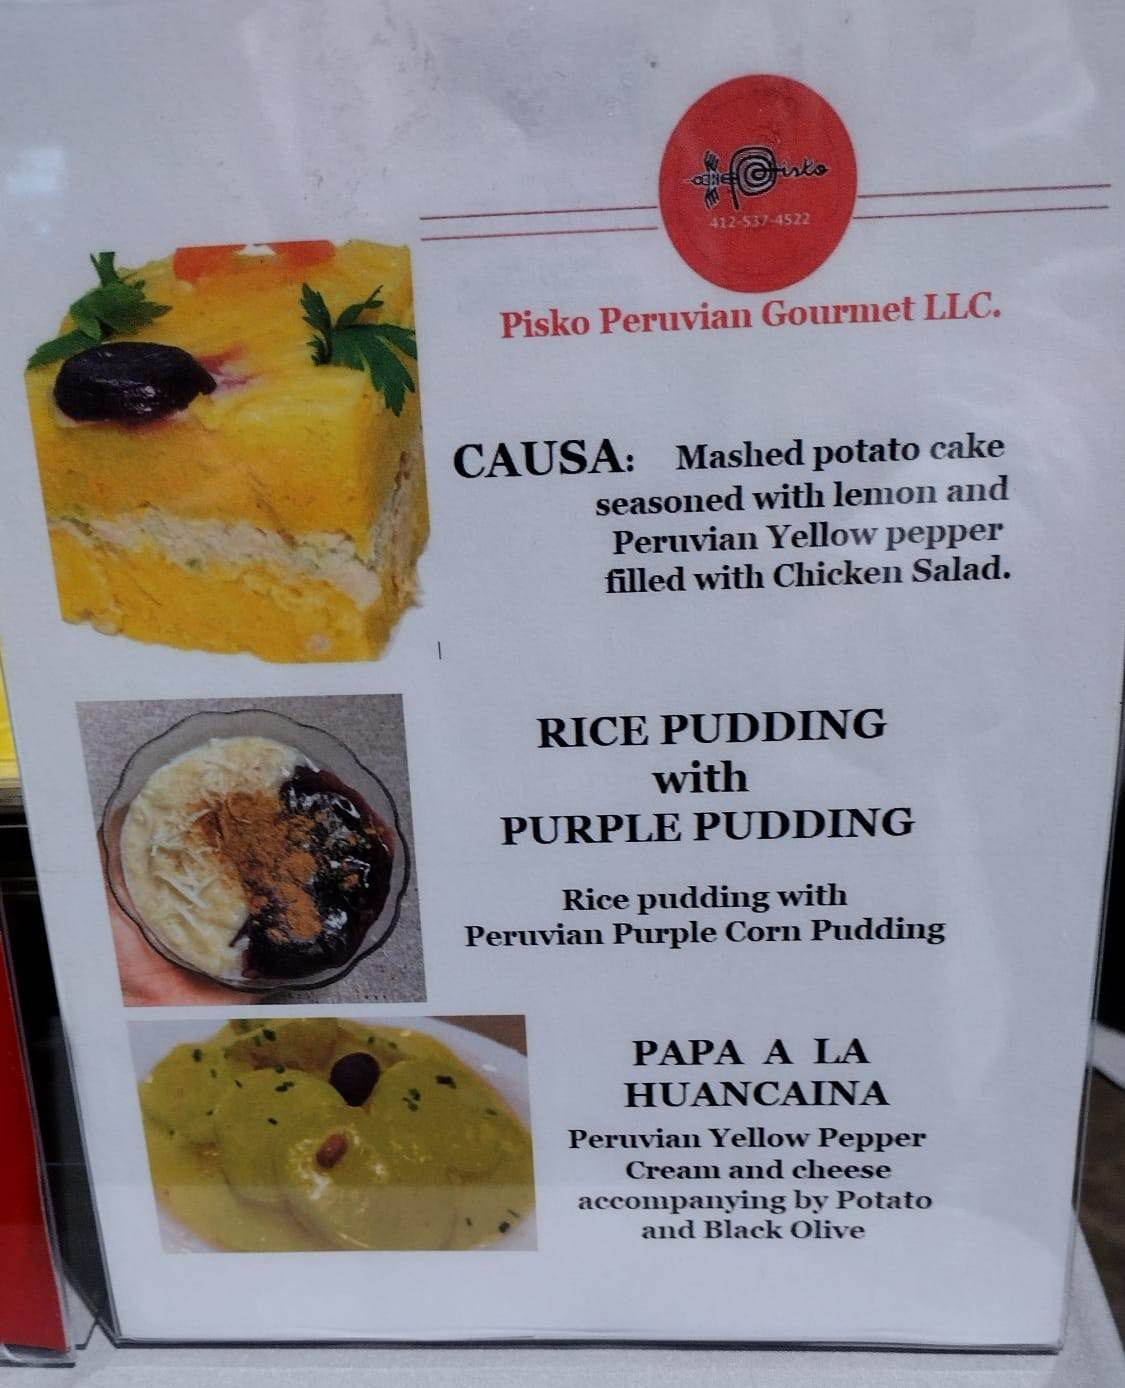 Pisko
412-537-4522
Pisko Peruvian Gourmet LLC.
CAUSA: Mashed potato cake
seasoned with lemon and
Peruvian Yellow pepper
filled with Chicken Salad.
RICE PUDDING
with
PURPLE PUDDING
Rice pudding with
Peruvian Purple Corn Pudding
PAPA A LA
HUANCAINA
Peruvian Yellow Pepper
Cream and cheese
accompanying by Potato
and Black Olive